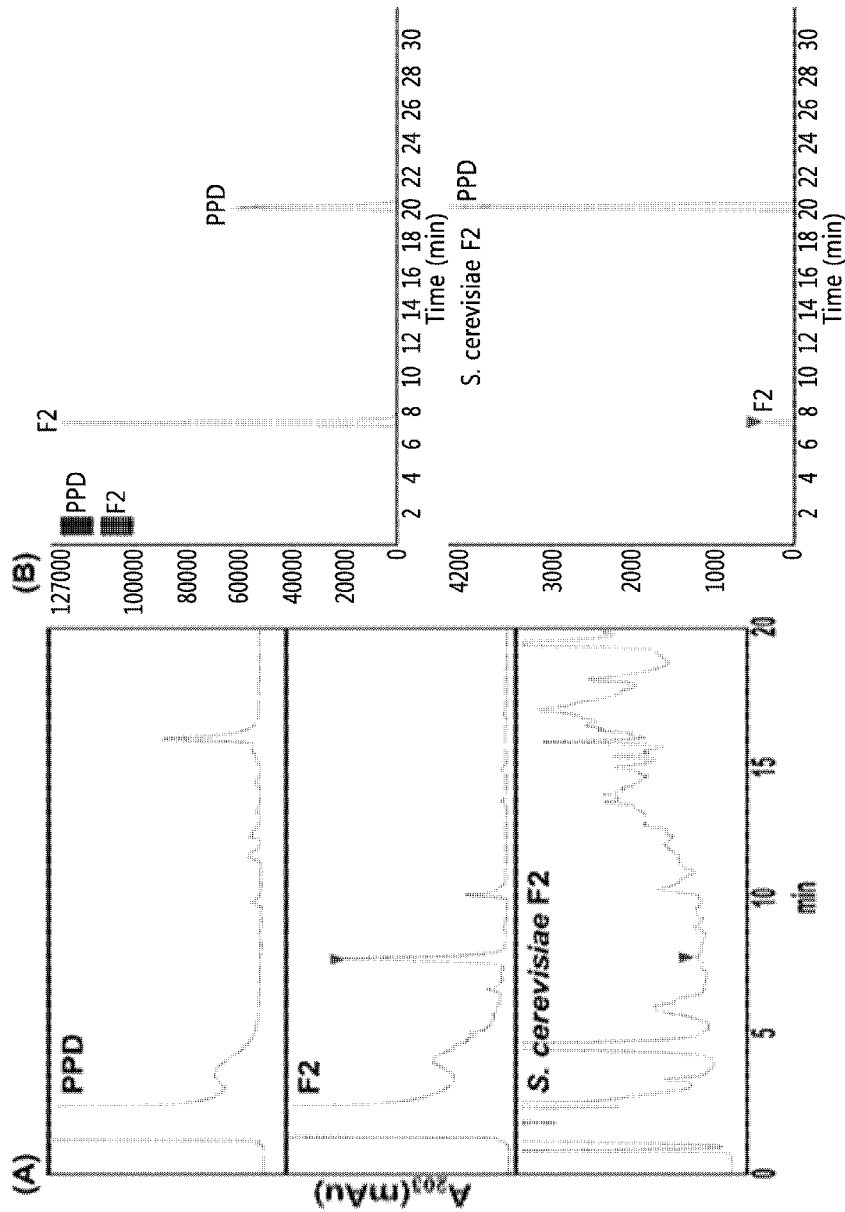 (A)
PPD
F2
S. cerevisiae F2
A203(mAu)
0
5
10
15
20
min
(B)
127000
100000
80000
60000
40000
20000
0
PPD
F2
F2
PPD
2
4
6
8
10
12
14
16
18
20
22
24
26
28
30
Time (min)
4200
3000
2000
1000
0
S. cerevisiae F2
F2
PPD
2
4
6
8
10
12
14
16
18
20
22
24
26
28
30
Time (min)